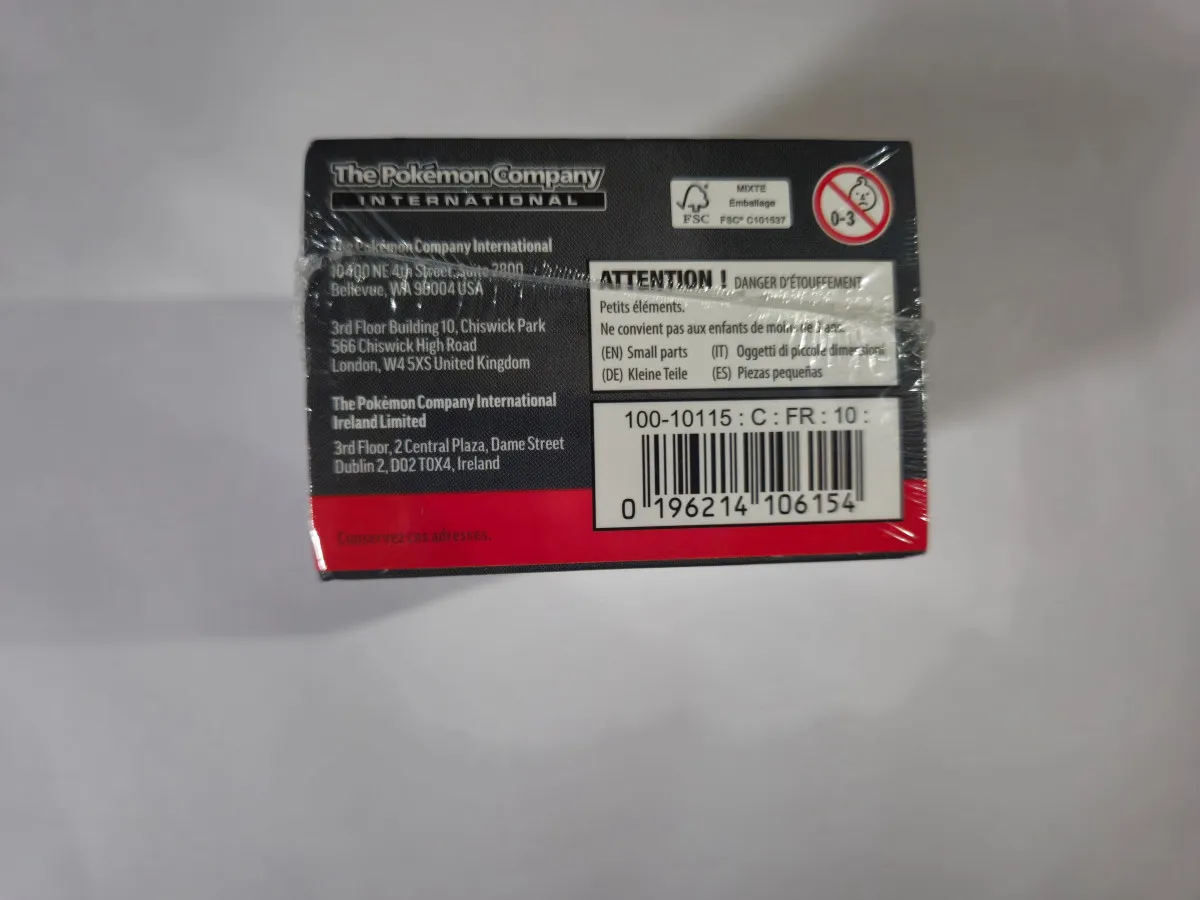 The Pokémon Company
INTERNATIONAL
The Pokémon Company International
10400 NE 4th Street, Suite 2800
Bellevue, WA 98004 USA
3rd Floor Building 10, Chiswick Park
566 Chiswick High Road
London, W4 5XS United Kingdom
The Pokémon Company International
Ireland Limited
3rd Floor, 2 Central Plaza, Dame Street
Dublin 2, D02 T0X4, Ireland
Conservez ces adresses.
FSC
MIXTE
Emballage
FSC® C101537
0-3
ATTENTION ! DANGER D'ÉTOUFFEMENT
Petits éléments.
Ne convient pas aux enfants de moins de 3 ans.
(EN) Small parts (IT) Oggetti di piccole dimensioni
(DE) Kleine Teile (ES) Piezas pequeñas
100-10115 : C : FR : 10 :
0 196214 106154